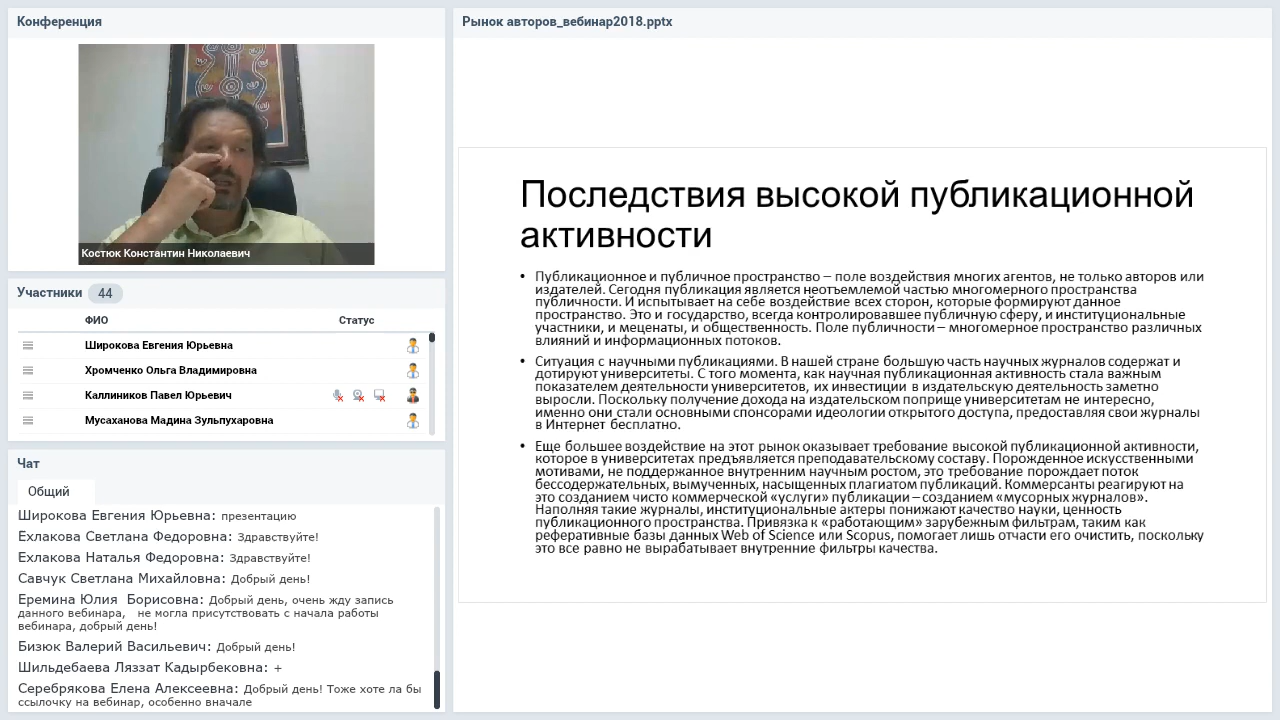 Конференция
Костюк Константин Николаевич
Участники 44
ФИО Статус
Широкова Евгения Юрьевна
Хромченко Ольга Владимировна
Каллиников Павел Юрьевич
Мусаханова Мадина Зульпухаровна
Чат
Общий
Широкова Евгения Юрьевна: презентацию
Ехлакова Светлана Федоровна: Здравствуйте!
Ехлакова Наталья Федоровна: Здравствуйте!
Савчук Светлана Михайловна: Добрый день!
Еремина Юлия Борисовна: Добрый день, очень жду запись
данного вебинара, не могла присутствовать с начала работы
вебинара, добрый день!
Бизюк Валерий Васильевич: Добрый день!
Шильдебаева Ляззат Кадырбековна: +
Серебрякова Елена Алексеевна: Добрый день! Тоже хоте ла бы
ссылочку на вебинар, особенно вначале
Рынок авторов_вебинар2018.pptx
Последствия высокой публикационной
активности
• Публикационное и публичное пространство – поле воздействия многих агентов, не только авторов или
издателей. Сегодня публикация является неотъемлемой частью многомерного пространства
публичности. И испытывает на себе воздействие всех сторон, которые формируют данное
пространство. Это и государство, всегда контролировавшее публичную сферу, и институциональные
участники, и меценаты, и общественность. Поле публичности – многомерное пространство различных
влияний и информационных потоков.
• Ситуация с научными публикациями. В нашей стране большую часть научных журналов содержат и
дотируют университеты. С того момента, как научная публикационная активность стала важным
показателем деятельности университетов, их инвестиции в издательскую деятельность заметно
выросли. Поскольку получение дохода на издательском поприще университетам не интересно,
именно они стали основными спонсорами идеологии открытого доступа, предоставляя свои журналы
в Интернет бесплатно.
• Еще большее воздействие на этот рынок оказывает требование высокой публикационной активности,
которое в университетах предъявляется преподавательскому составу. Порожденное искусственными
мотивами, не поддержанное внутренним научным ростом, это требование порождает поток
бессодержательных, вымученных, насыщенных плагиатом публикаций. Коммерсанты реагируют на
это созданием чисто коммерческой «услуги» публикации – созданием «мусорных журналов».
Наполняя такие журналы, институциональные актеры понижают качество науки, ценность
публикационного пространства. Привязка к «работающим» зарубежным фильтрам, таким как
реферативные базы данных Web of Science или Scopus, помогает лишь отчасти его очистить, поскольку
это все равно не вырабатывает внутренние фильтры качества.